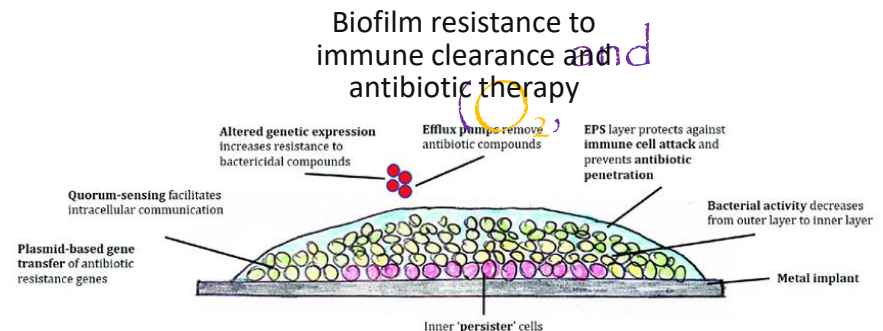 Biofilm resistance to
immune clearance and
and
antibiotic therapy
(O₂,
Altered genetic expression
increases resistance to
bactericidal compounds
Efflux pumps remove
antibiotic compounds
EPS layer protects against
immune cell attack and
prevents antibiotic
penetration
Quorum-sensing facilitates
intracellular communication
Bacterial activity decreases
from outer layer to inner layer
Plasmid-based gene
transfer of antibiotic
resistance genes
Metal implant
Inner 'persister' cells